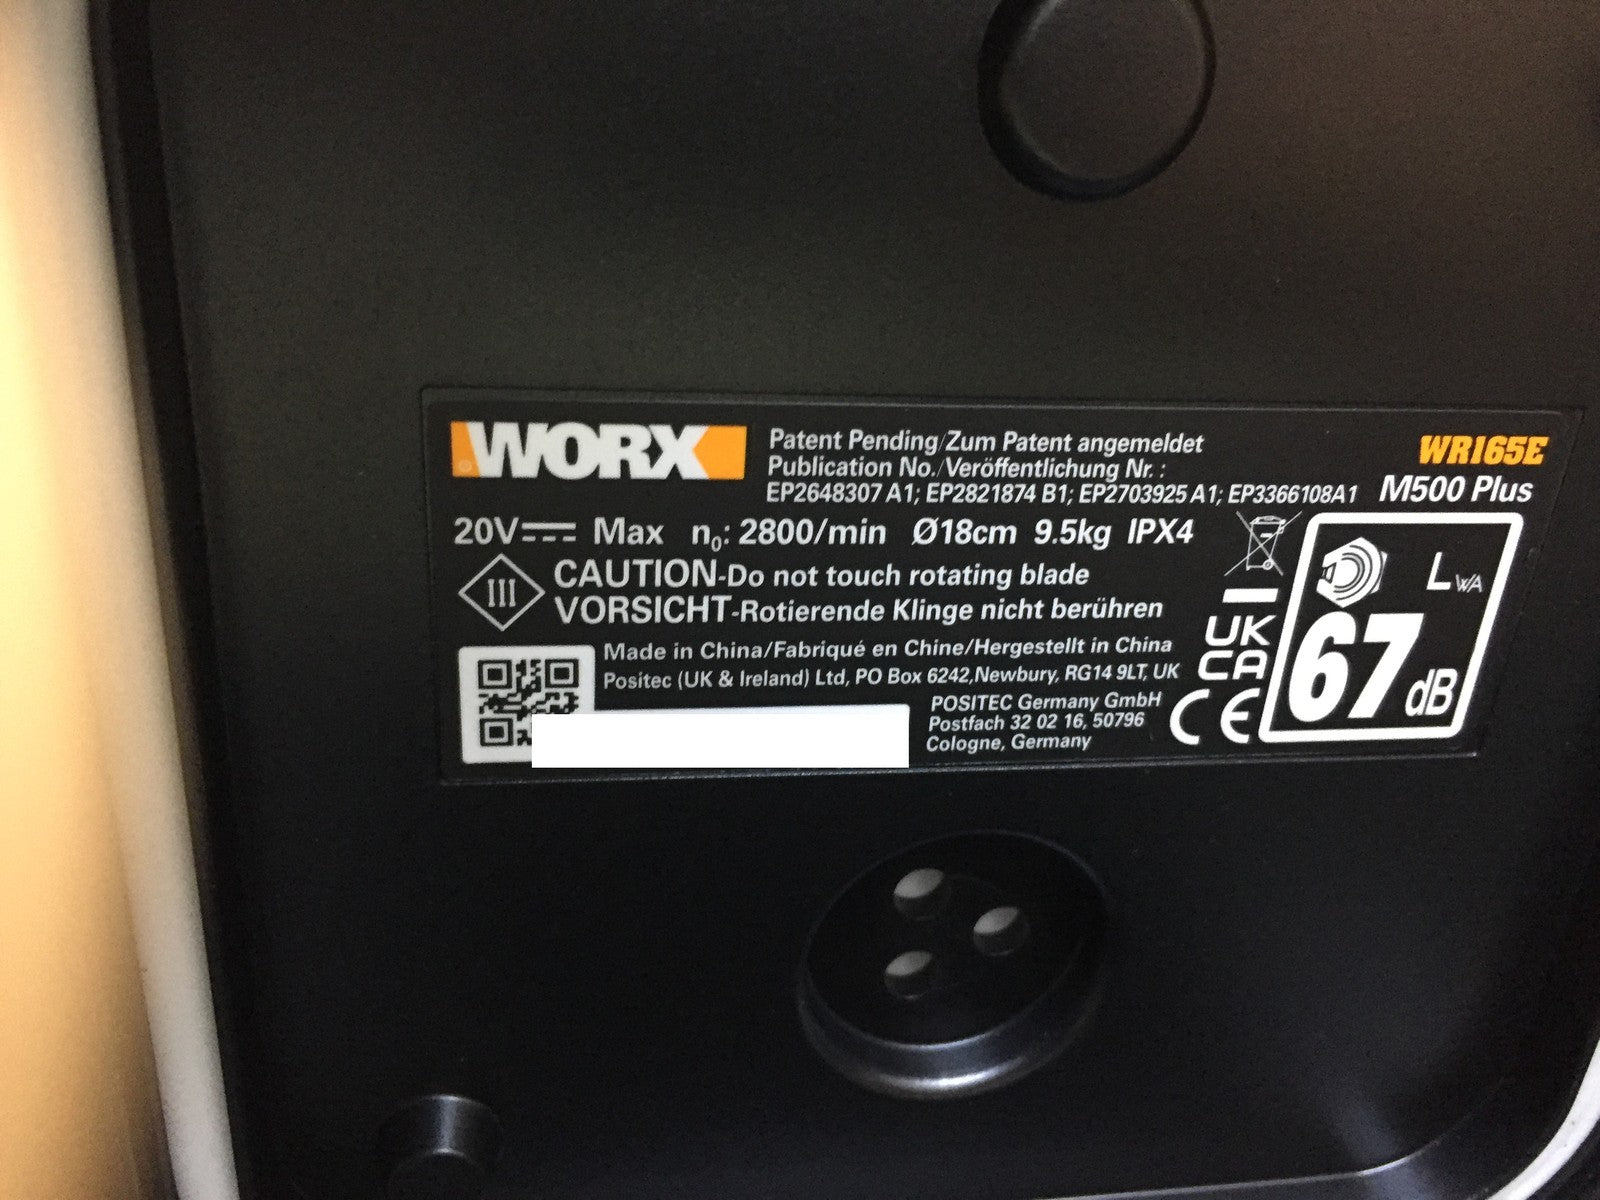 WORX
Patent Pending/Zum Patent angemeldet
Publication No./Veröffentlichung Nr.:
EP2648307 A1; EP2821874 B1; EP2703925 A1; EP3366108A1
WR165E
M500 Plus
20V Max n₀: 2800/min Ø18cm 9.5kg IPX4
III
CAUTION-Do not touch rotating blade
VORSICHT-Rotierende Klinge nicht berühren
Made in China/Fabriqué en Chine/Hergestellt in China
Positec (UK & Ireland) Ltd, PO Box 6242,Newbury, RG14 9LT, UK
POSITEC Germany GmbH
Postfach 32 02 16, 50796
Cologne, Germany
UK
CA
CE
LWA
67 dB